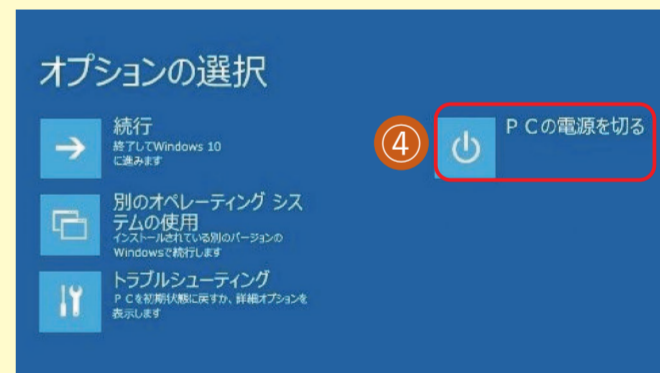 オプションの選択
続行
終了してWindows 10
に進みます
別のオペレーティング シス
テムの使用
インストールされている別のバージョンの
Windowsで続行します
トラブルシューティング
ＰＣを初期状態に戻すか、詳細オプションを
表示します
④
ＰＣの電源を切る